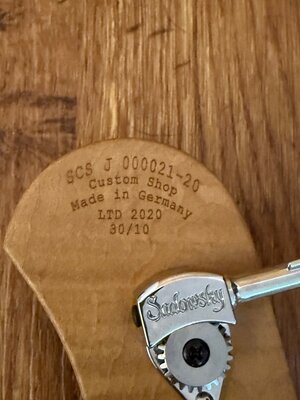 SCS J 000021-20
Custom Shop
Made in Germany
LTD 2020
30/10
Sadowsky